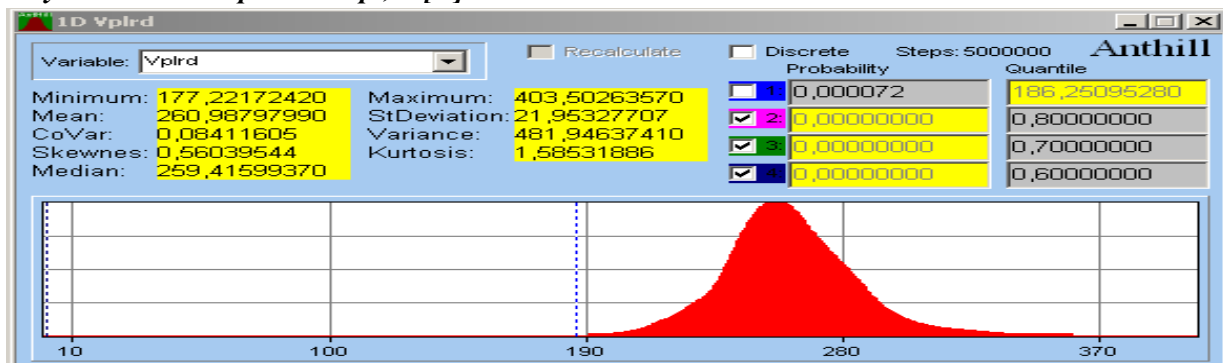 1D Vplrd
Variable: Vplrd
Recalculate
Discrete Steps: 5000000 Anthill
Probability Quantile
Minimum: 177,22172420 Maximum: 403,50263570 1: 0,000072 186,25095280
Mean: 260,98797990 StDeviation: 21,95327707 2: 0,00000000 0,80000000
CoVar: 0,08411605 Variance: 481,94637410
Skewnes: 0,56039544 Kurtosis: 1,58531886 3: 0,00000000 0,70000000
Median: 259,41599370 4: 0,00000000 0,60000000
10 100 190 280 370